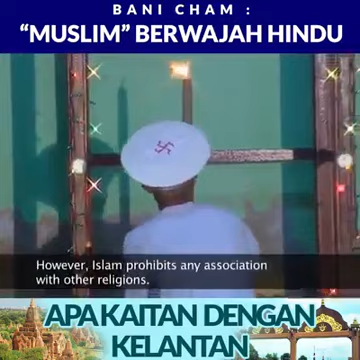 BANI CHAM :
“MUSLIM” BERWAJAH HINDU
However, Islam prohibits any association
with other religions.
APA KAITAN DENGAN
KELANTAN